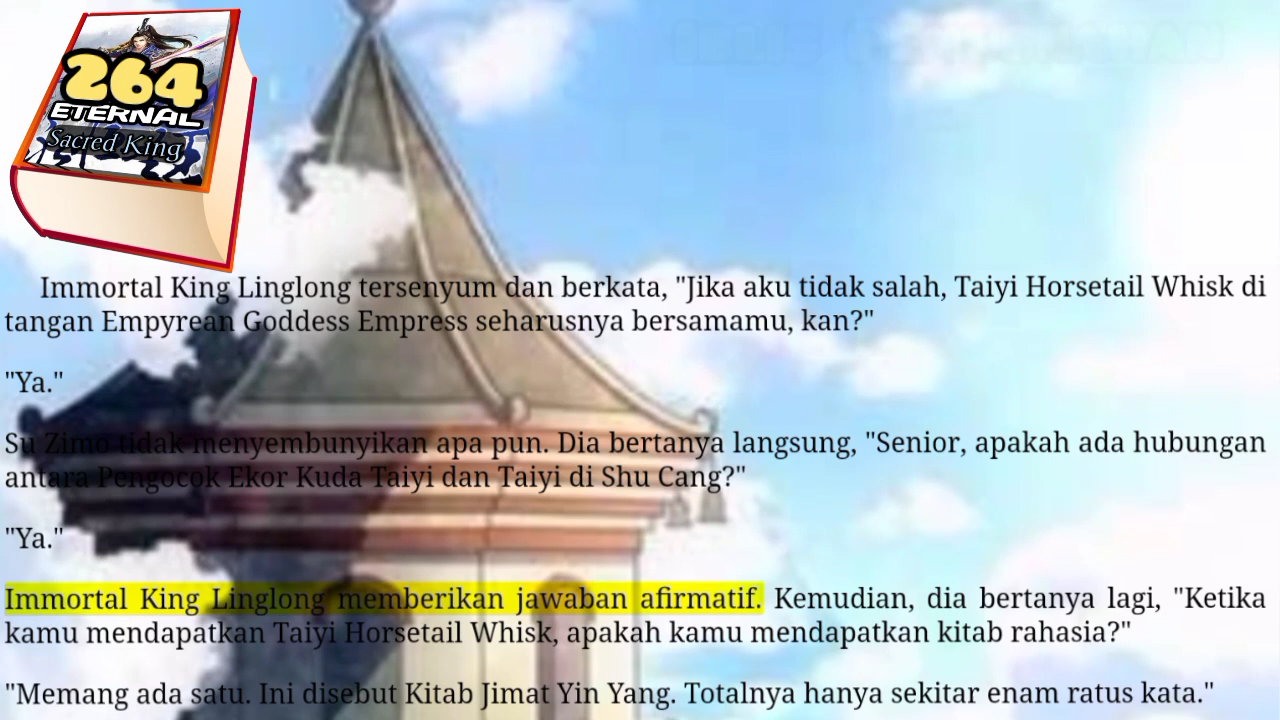 264
ETERNAL
Sacred King
Immortal King Linglong tersenyum dan berkata, "Jika aku tidak salah, Taiyi Horsetail Whisk di
tangan Empyrean Goddess Empress seharusnya bersamamu, kan?"
"Ya."
Su Zimo tidak menyembunyikan apa pun. Dia bertanya langsung, "Senior, apakah ada hubungan
antara Pengocok Ekor Kuda Taiyi dan Taiyi di Shu Cang?"
"Ya."
Immortal King Linglong memberikan jawaban afirmatif. Kemudian, dia bertanya lagi, "Ketika
kamu mendapatkan Taiyi Horsetail Whisk, apakah kamu mendapatkan kitab rahasia?"
"Memang ada satu. Ini disebut Kitab Jimat Yin Yang. Totalnya hanya sekitar enam ratus kata."